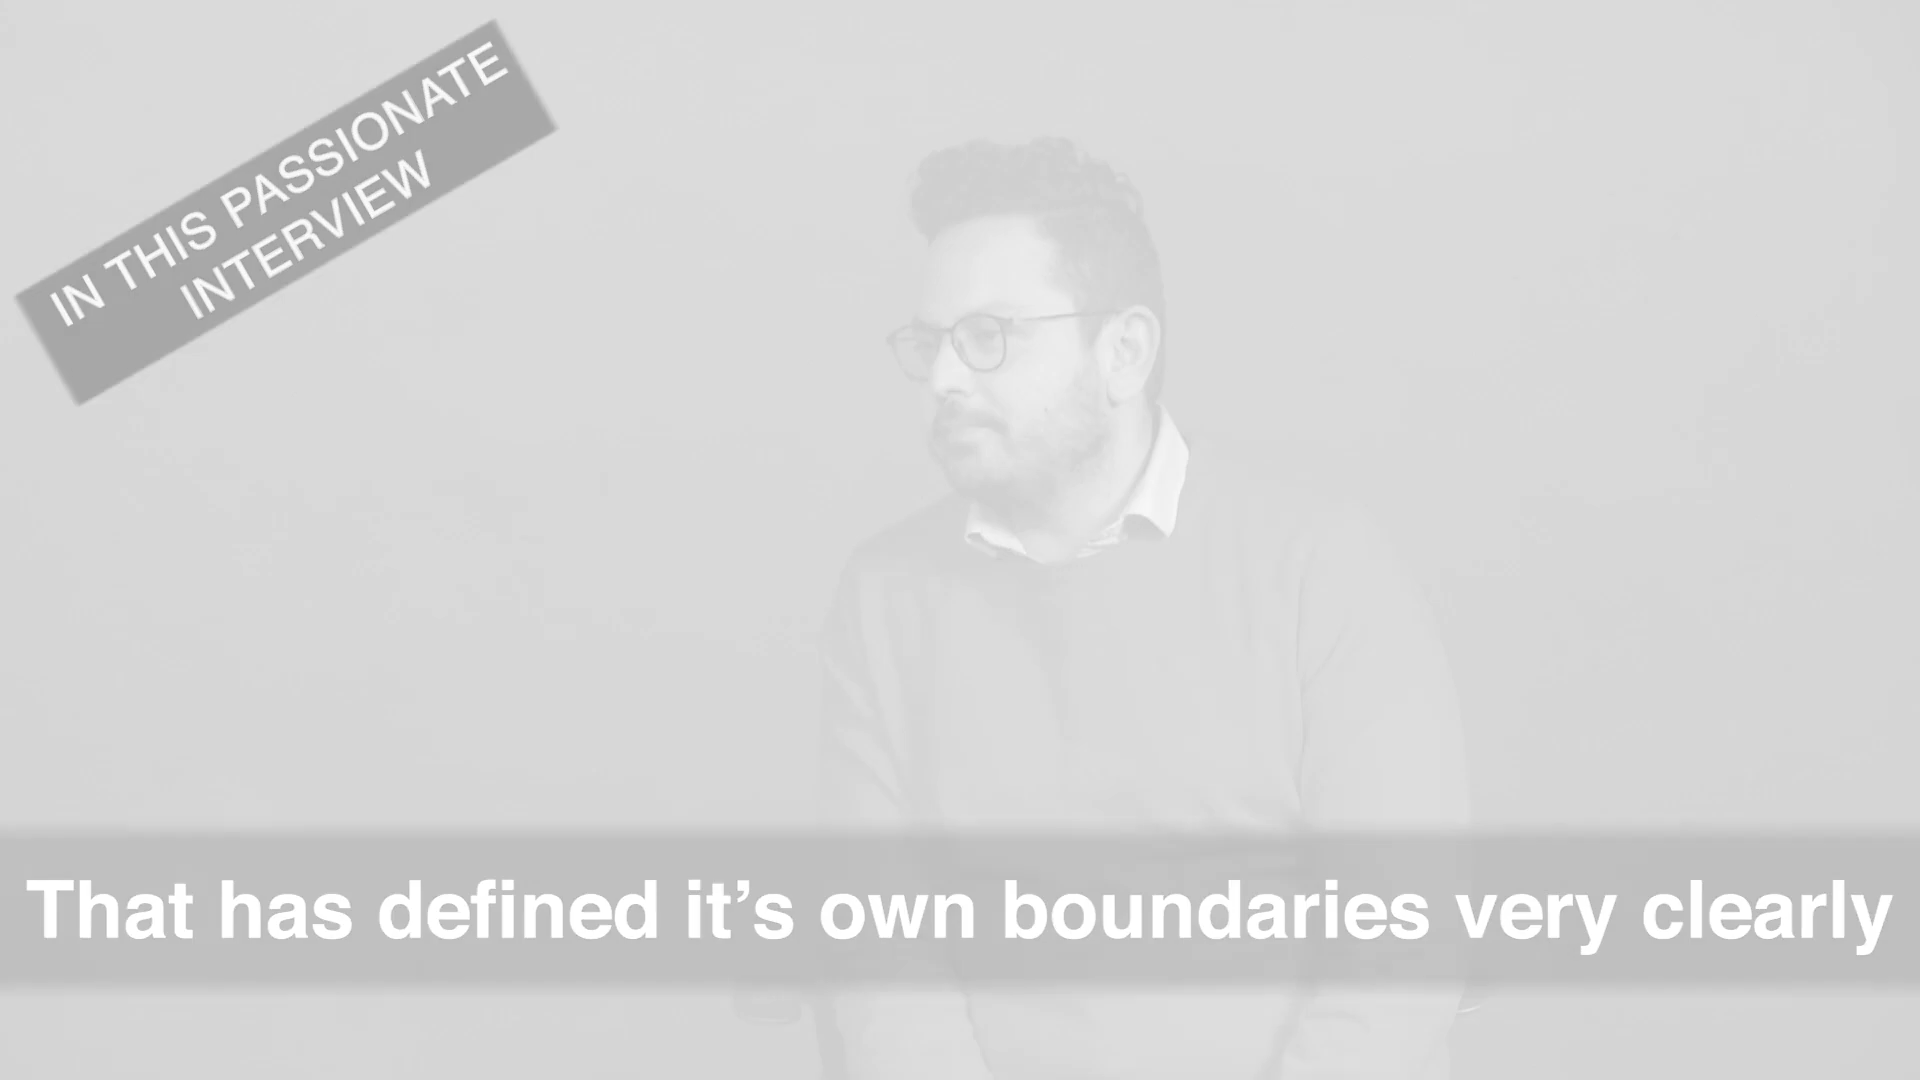 IN THIS PASSIONATE
INTERVIEW
That has defined it’s own boundaries very clearly